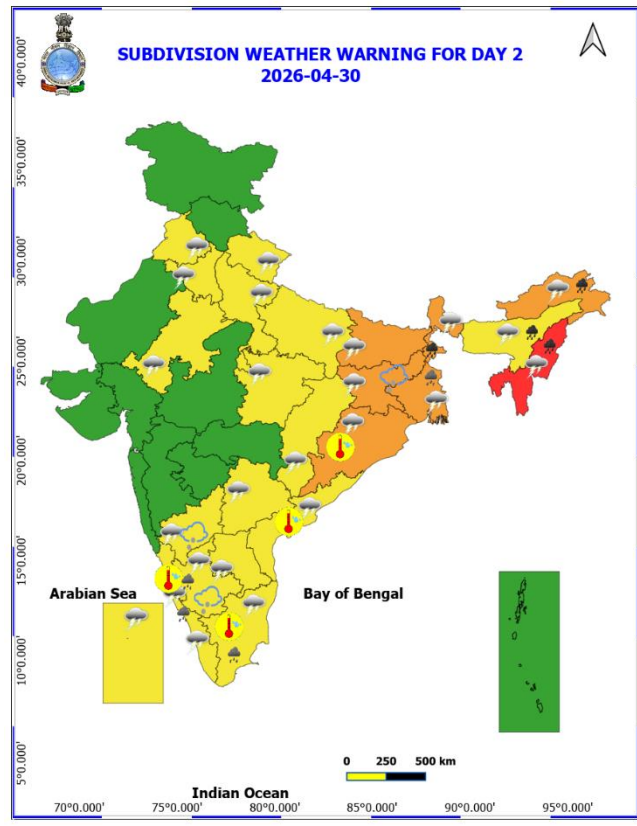 SUBDIVISION WEATHER WARNING FOR DAY 2
2026-04-30
40°0.000'
35°0.000'
30°0.000'
25°0.000'
20°0.000'
15°0.000'
10°0.000'
5°0.000'
Arabian Sea
Bay of Bengal
0 250 500 km
Indian Ocean
70°0.000' 75°0.000' 80°0.000' 85°0.000' 90°0.000' 95°0.000'